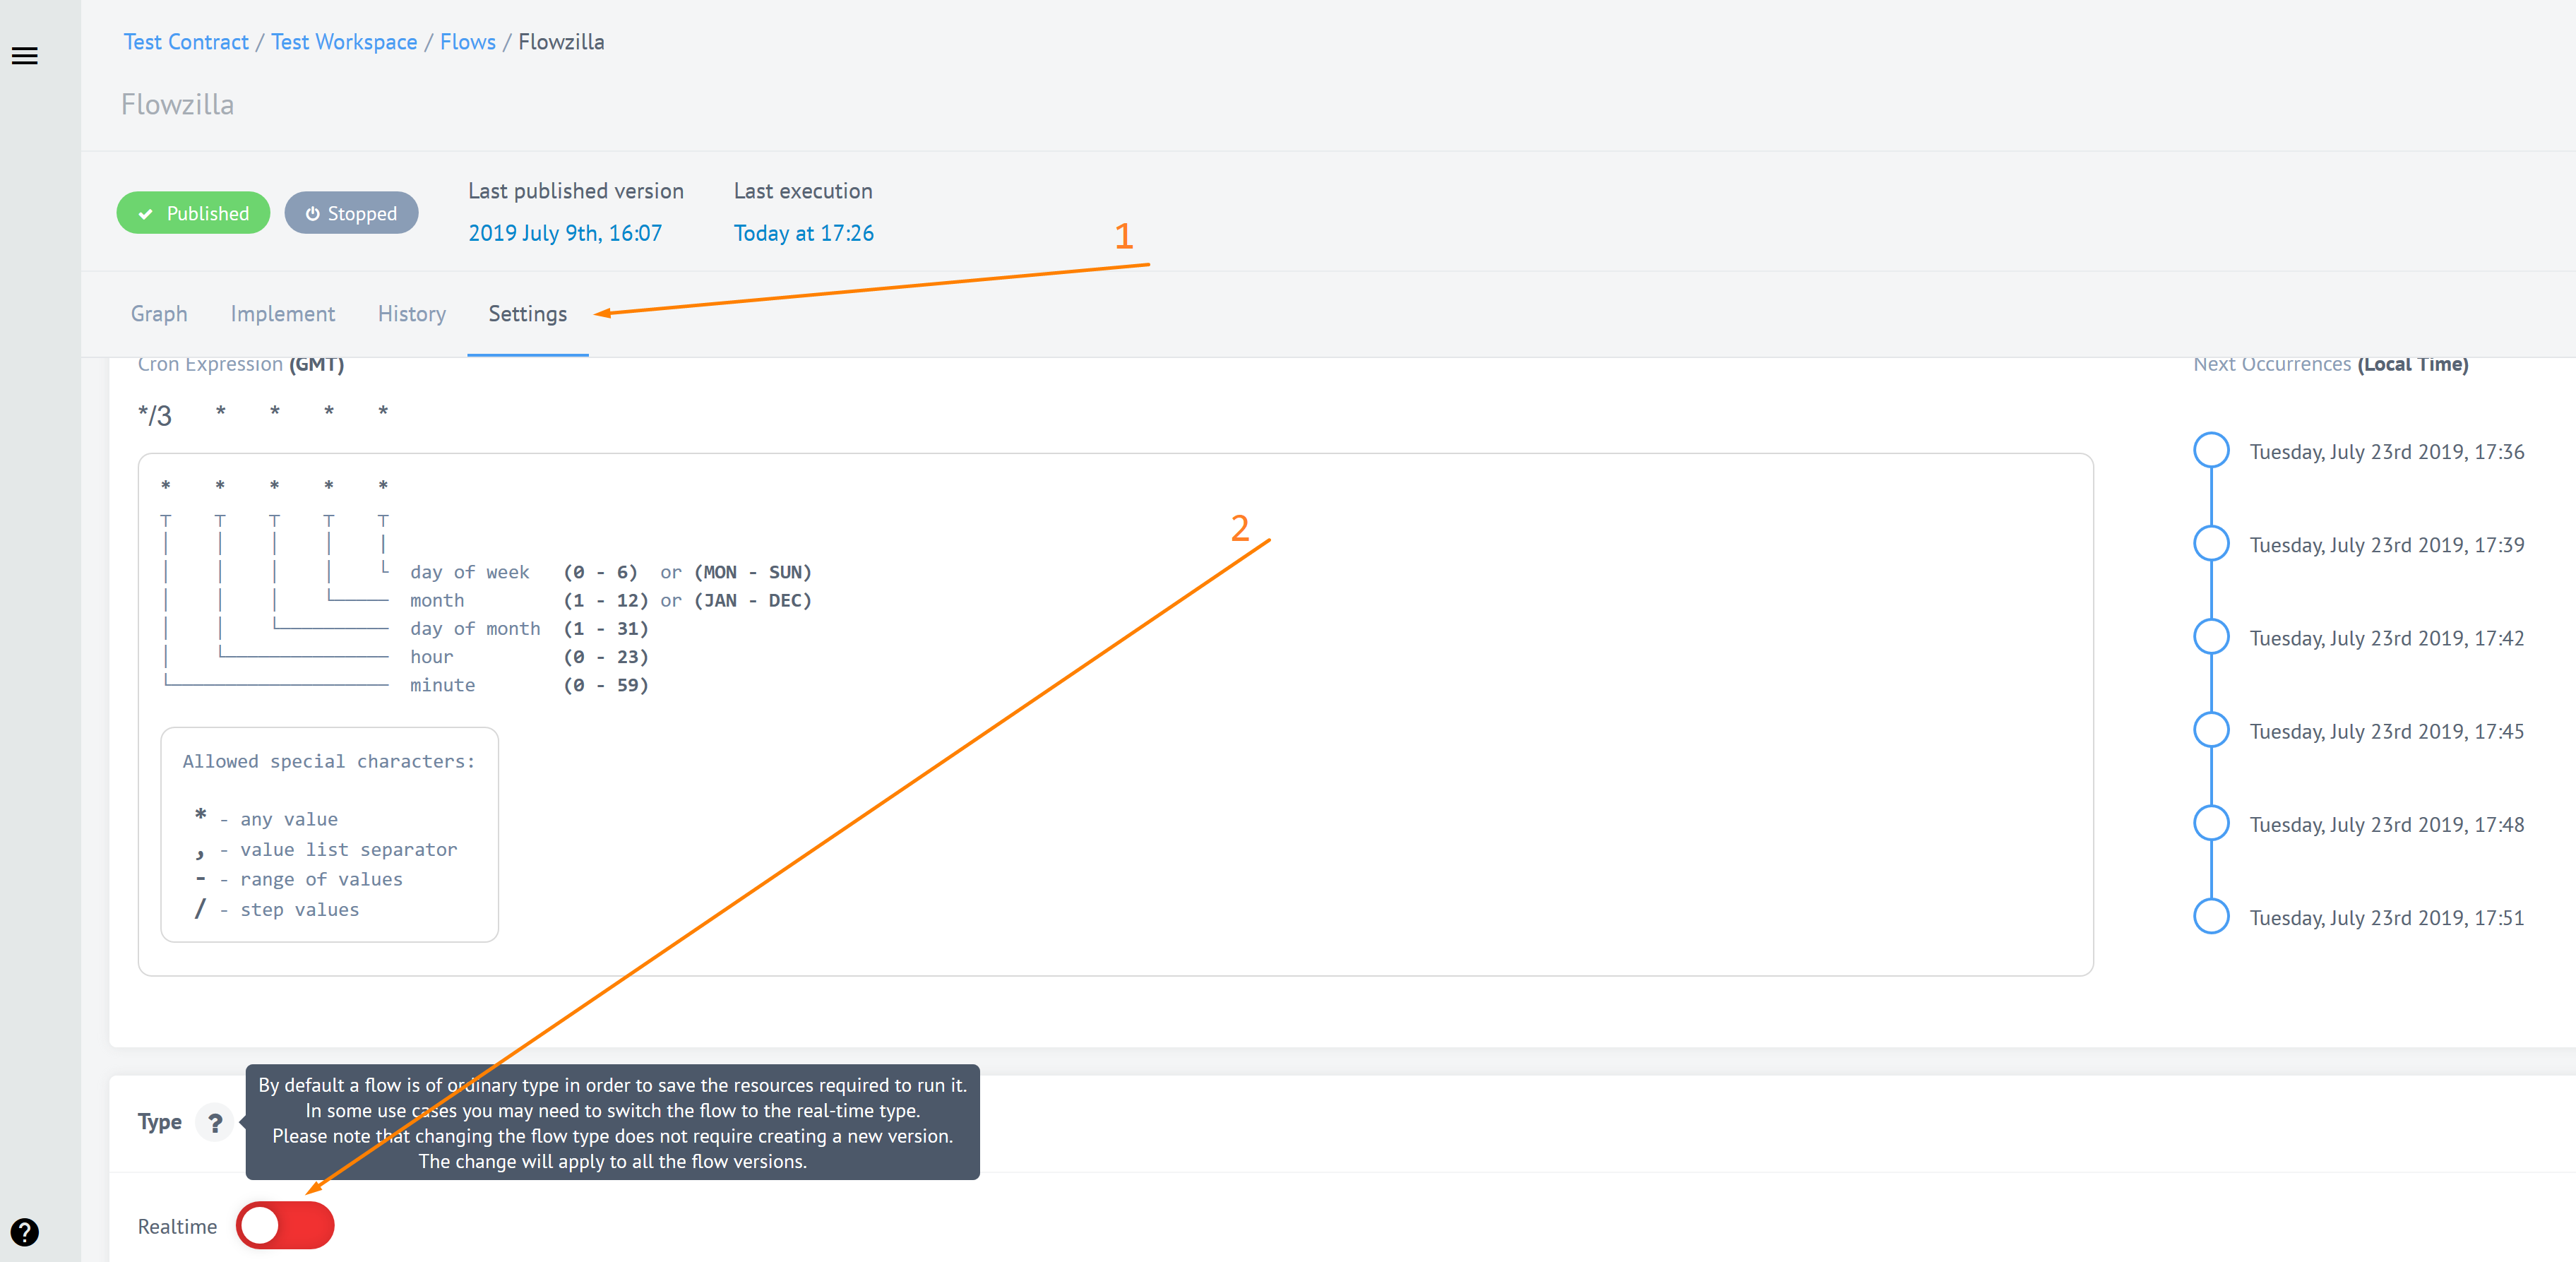 Test Contract / Test Workspace / Flows / Flowzilla
Flowzilla
Published
Stopped
Last published version
2019 July 9th, 16:07
Last execution
Today at 17:26
1
Graph Implement History Settings
Cron Expression (GMT)
*/3 * * * *
* * * * *
day of week (0 - 6) or (MON - SUN)
month (1 - 12) or (JAN - DEC)
day of month (1 - 31)
hour (0 - 23)
minute (0 - 59)
Allowed special characters:
* - any value
, - value list separator
- - range of values
/ - step values
2
Next Occurrences (Local Time)
Tuesday, July 23rd 2019, 17:36
Tuesday, July 23rd 2019, 17:39
Tuesday, July 23rd 2019, 17:42
Tuesday, July 23rd 2019, 17:45
Tuesday, July 23rd 2019, 17:48
Tuesday, July 23rd 2019, 17:51
Type ?
By default a flow is of ordinary type in order to save the resources required to run it.
In some use cases you may need to switch the flow to the real-time type.
Please note that changing the flow type does not require creating a new version.
The change will apply to all the flow versions.
Realtime
?